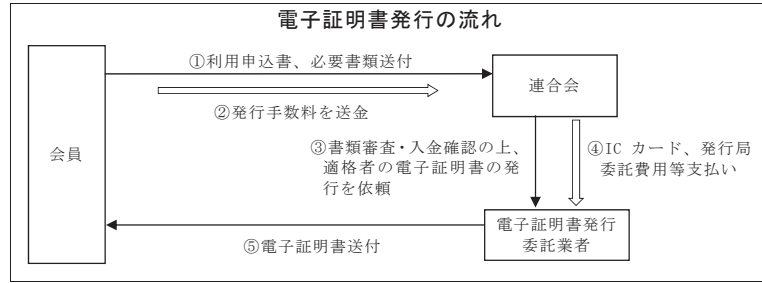 電子証明書発行の流れ
①利用申込書、必要書類送付
会員
連合会
②発行手数料を送金
③書類審査・入金確認の上、
適格者の電子証明書の発
行を依頼
④IC カード、発行局
委託費用等支払い
電子証明書発行
委託業者
⑤電子証明書送付